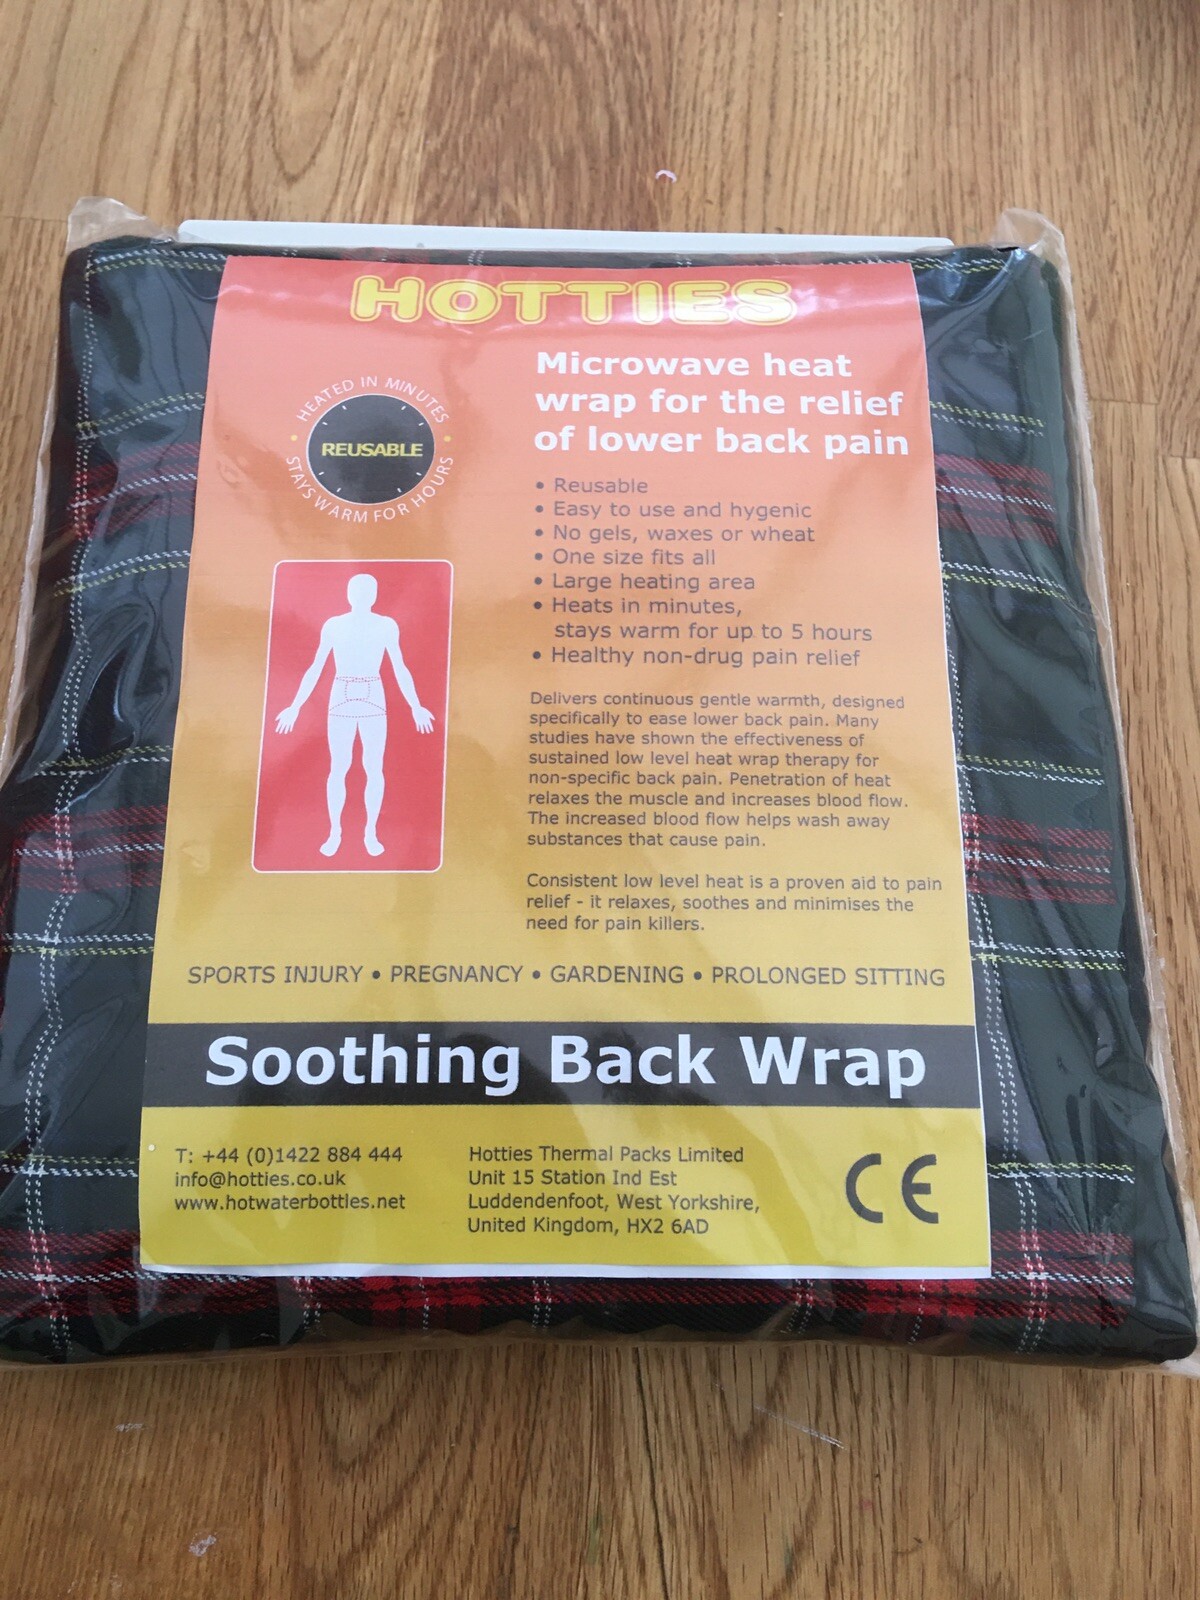 HOTTIES
HEATED IN MINUTES
REUSABLE
STAYS WARM FOR HOURS
Microwave heat
wrap for the relief
of lower back pain
• Reusable
• Easy to use and hygenic
• No gels, waxes or wheat
• One size fits all
• Large heating area
• Heats in minutes,
stays warm for up to 5 hours
• Healthy non-drug pain relief
Delivers continuous gentle warmth, designed
specifically to ease lower back pain. Many
studies have shown the effectiveness of
sustained low level heat wrap therapy for
non-specific back pain. Penetration of heat
relaxes the muscle and increases blood flow.
The increased blood flow helps wash away
substances that cause pain.
Consistent low level heat is a proven aid to pain
relief - it relaxes, soothes and minimises the
need for pain killers.
SPORTS INJURY • PREGNANCY • GARDENING • PROLONGED SITTING
Soothing Back Wrap
T: +44 (0)1422 884 444
info@hotties.co.uk
www.hotwaterbottles.net
Hotties Thermal Packs Limited
Unit 15 Station Ind Est
Luddendenfoot, West Yorkshire,
United Kingdom, HX2 6AD
CE